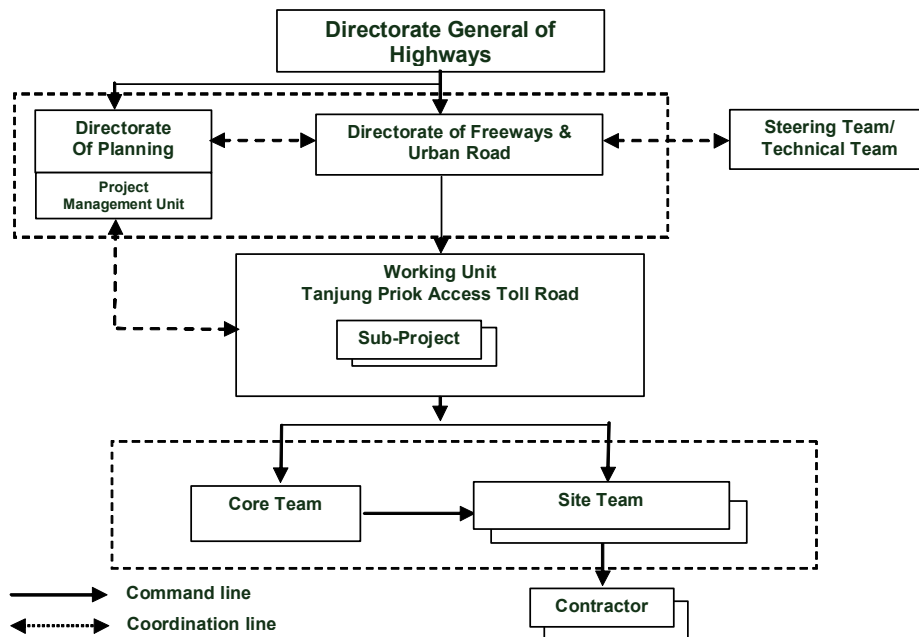 Directorate General of
Highways
Directorate
Of Planning
Project
Management Unit
Directorate of Freeways &
Urban Road
Steering Team/
Technical Team
Working Unit
Tanjung Priok Access Toll Road
Sub-Project
Core Team
Site Team
Contractor
Command line
Coordination line